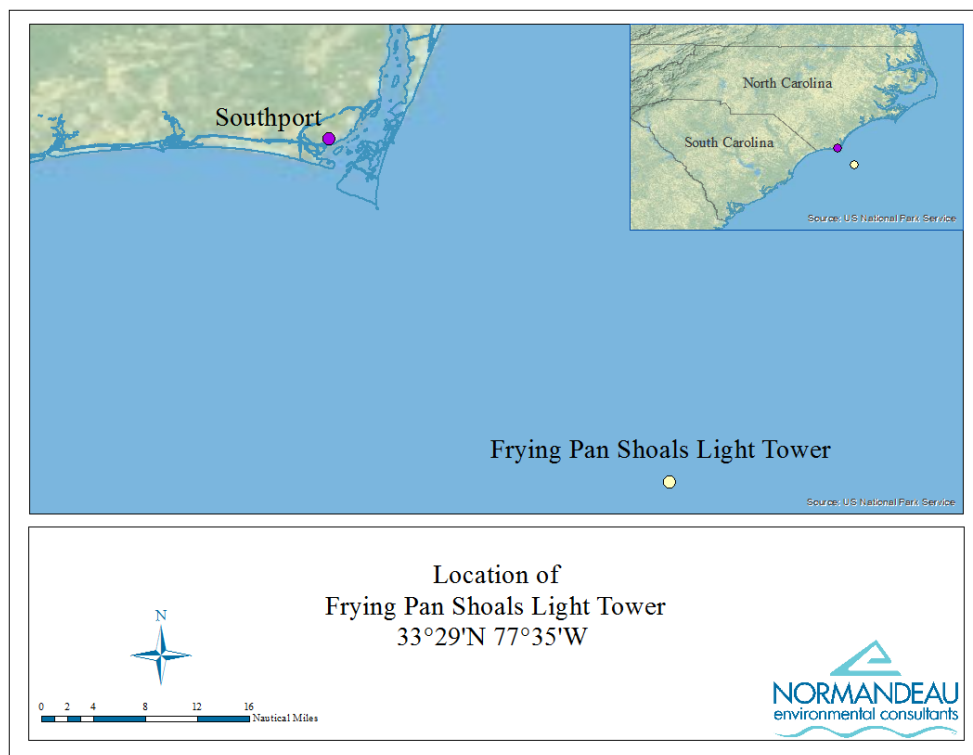 Southport
North Carolina
South Carolina
Source: US National Park Service
Frying Pan Shoals Light Tower
Source: US National Park Service
Location of
Frying Pan Shoals Light Tower
33°29'N 77°35'W
N
0 2 4 8 12 16
Nautical Miles
NORMANDEAU
environmental consultants